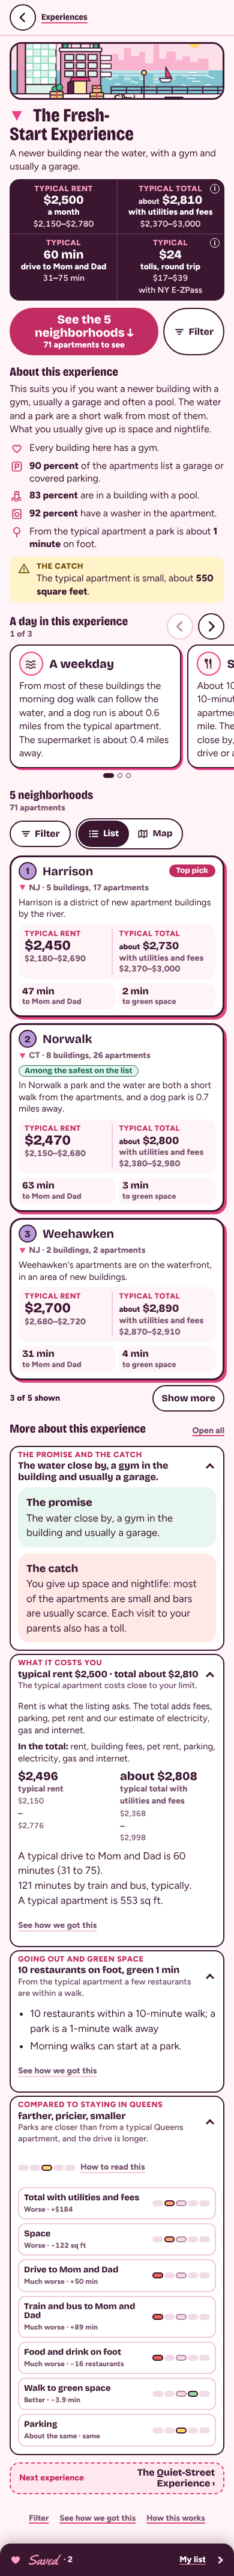 Experiences
The Fresh-
Start Experience
A newer building near the water, with a gym and
usually a garage.
TYPICAL RENT
$2,500
a month
$2,150–$2,780
TYPICAL TOTAL
about $2,810
with utilities and fees
$2,370–$3,000
TYPICAL
60 min
drive to Mom and Dad
31–75 min
TYPICAL
$24
tolls, round trip
$17–$39
with NY E-ZPass
See the 5
neighborhoods ↓
71 apartments to see
Filter
About this experience
This suits you if you want a newer building with a
gym, usually a garage and often a pool. The water
and a park are a short walk from most of them.
What you usually give up is space and nightlife.
Every building here has a gym.
90 percent of the apartments list a garage or
covered parking.
83 percent are in a building with a pool.
92 percent have a washer in the apartment.
From the typical apartment a park is about 1
minute on foot.
THE CATCH
The typical apartment is small, about 550
square feet.
A day in this experience
1 of 3
A weekday
From most of these buildings the
morning dog walk can follow the
water, and a dog run is about 0.6
miles from the typical apartment.
The supermarket is about 0.4 miles
away.
S
About 10
10-minut
apartme
mile. The
close by,
drive or a
5 neighborhoods
71 apartments
Filter
List
Map
1
Harrison
Top pick
NJ · 5 buildings, 17 apartments
Harrison is a district of new apartment buildings
by the river.
TYPICAL RENT
$2,450
$2,180–$2,690
TYPICAL TOTAL
about $2,730
with utilities and fees
$2,370–$3,000
47 min
to Mom and Dad
2 min
to green space
2
Norwalk
CT · 8 buildings, 26 apartments
Among the safest on the list
In Norwalk a park and the water are both a short
walk from the apartments, and a dog park is 0.7
miles away.
TYPICAL RENT
$2,470
$2,150–$2,680
TYPICAL TOTAL
about $2,800
with utilities and fees
$2,380–$2,980
63 min
to Mom and Dad
3 min
to green space
3
Weehawken
NJ · 2 buildings, 2 apartments
Weehawken's apartments are on the waterfront,
in an area of new buildings.
TYPICAL RENT
$2,700
$2,680–$2,720
TYPICAL TOTAL
about $2,890
with utilities and fees
$2,870–$2,910
31 min
to Mom and Dad
4 min
to green space
3 of 5 shown
Show more
More about this experience
Open all
THE PROMISE AND THE CATCH
The water close by, a gym in the
building and usually a garage.
The promise
The water close by, a gym in the
building and usually a garage.
The catch
You give up space and nightlife: most
of the apartments are small and bars
are usually scarce. Each visit to your
parents also has a toll.
WHAT IT COSTS YOU
typical rent $2,500 · total about $2,810
The typical apartment costs close to your limit.
Rent is what the listing asks. The total adds fees,
parking, pet rent and our estimate of electricity,
gas and internet.
In the total: rent, building fees, pet rent, parking,
electricity, gas and internet.
$2,496
typical rent
$2,150
–
$2,776
about $2,808
typical total with
utilities and fees
$2,368
–
$2,998
A typical drive to Mom and Dad is 60
minutes (31 to 75).
121 minutes by train and bus, typically.
A typical apartment is 553 sq ft.
See how we got this
GOING OUT AND GREEN SPACE
10 restaurants on foot, green 1 min
From the typical apartment a few restaurants
are within a walk.
• 10 restaurants within a 10-minute walk; a
park is a 1-minute walk away
• Morning walks can start at a park.
See how we got this
COMPARED TO STAYING IN QUEENS
farther, pricier, smaller
Parks are closer than from a typical Queens
apartment, and the drive is longer.
How to read this
Total with utilities and fees
Worse · +$184
Space
Worse · −122 sq ft
Drive to Mom and Dad
Much worse · +50 min
Train and bus to Mom and
Dad
Much worse · +89 min
Food and drink on foot
Much worse · −16 restaurants
Walk to green space
Better · −3.9 min
Parking
About the same · same
Next experience
The Quiet-Street
Experience ›
Filter
See how we got this
How this works
Saved · 2
My list